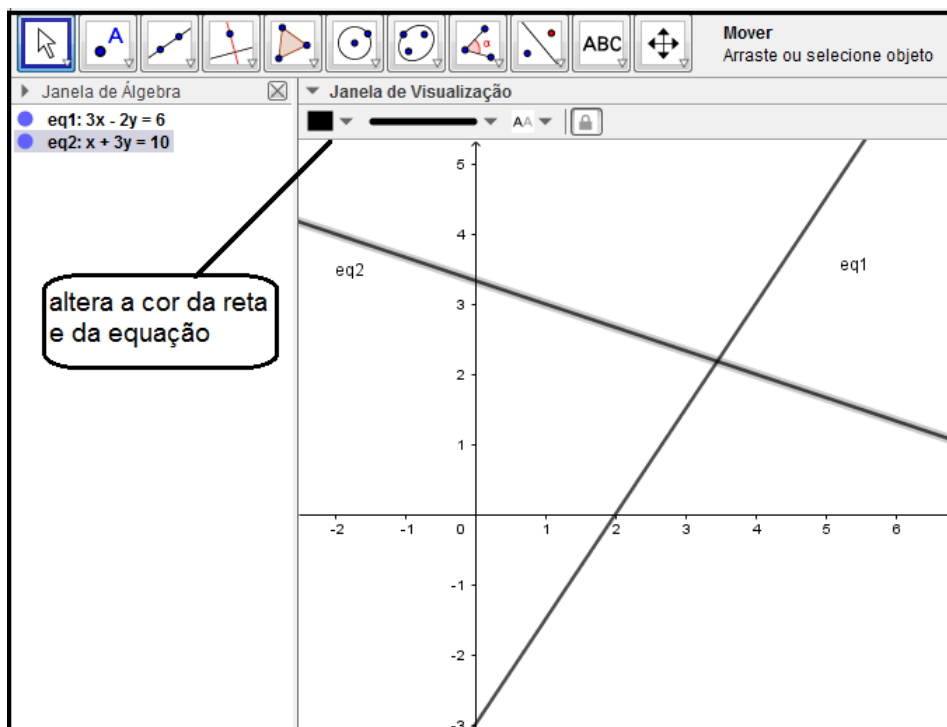 A
α
ABC
Mover
Arraste ou selecione objeto
Janela de Álgebra
Janela de Visualização
eq1: 3x - 2y = 6
eq2: x + 3y = 10
AA
altera a cor da reta
e da equação
eq2
eq1
5
4
3
2
1
0
-1
-2
-3
-2
-1
1
2
3
4
5
6